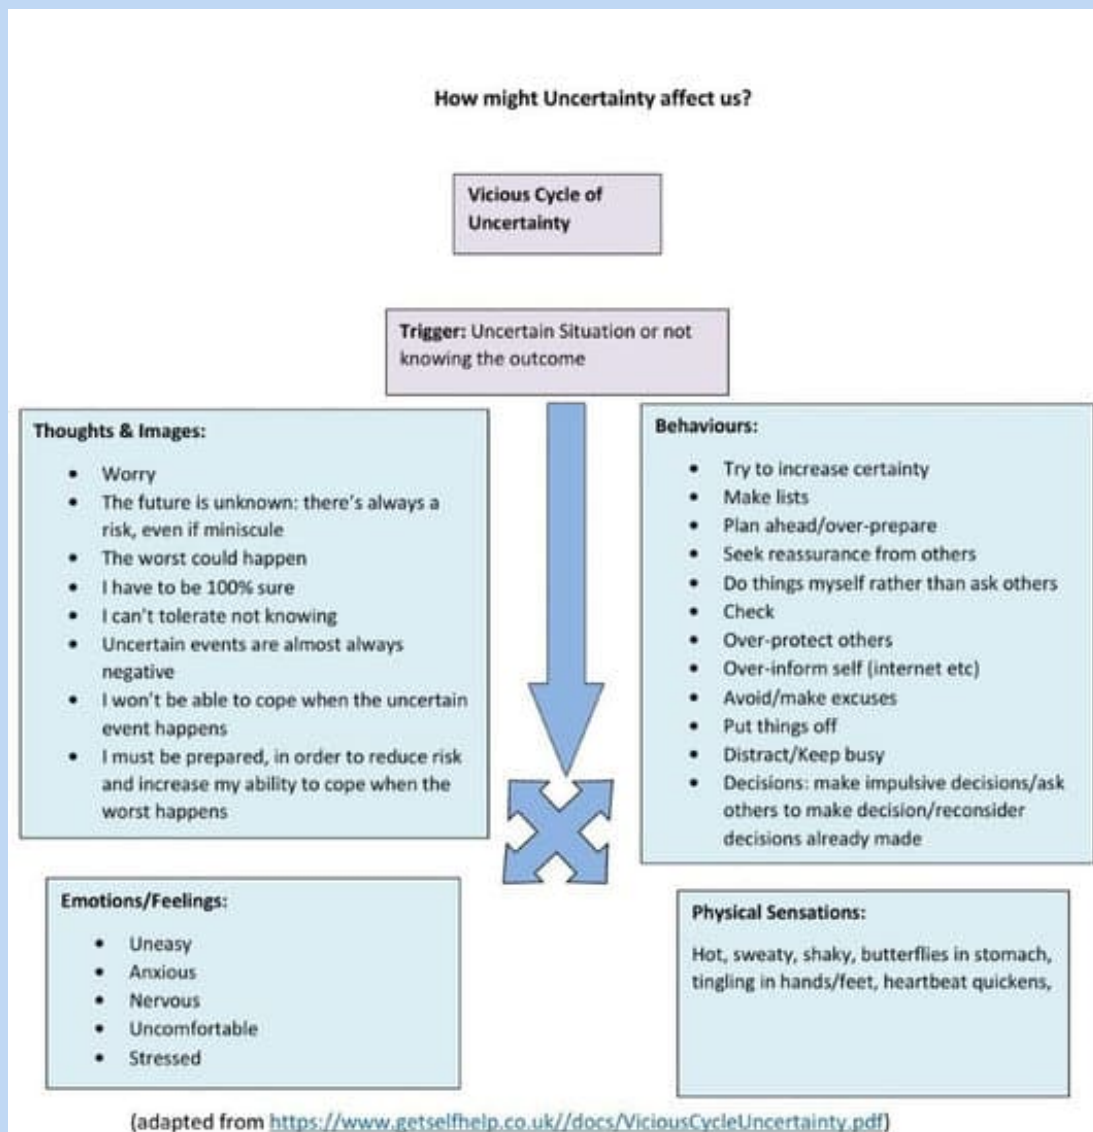 How might Uncertainty affect us?
Vicious Cycle of
Uncertainty
Trigger: Uncertain Situation or not
knowing the outcome
Thoughts & Images:
• Worry
• The future is unknown: there's always a
risk, even if miniscule
• The worst could happen
• I have to be 100% sure
• I can't tolerate not knowing
• Uncertain events are almost always
negative
• I won't be able to cope when the uncertain
event happens
• I must be prepared, in order to reduce risk
and increase my ability to cope when the
worst happens
Behaviours:
• Try to increase certainty
• Make lists
• Plan ahead/over-prepare
• Seek reassurance from others
• Do things myself rather than ask others
• Check
• Over-protect others
• Over-inform self (internet etc)
• Avoid/make excuses
• Put things off
• Distract/Keep busy
• Decisions: make impulsive decisions/ask
others to make decision/reconsider
decisions already made
Emotions/Feelings:
• Uneasy
• Anxious
• Nervous
• Uncomfortable
• Stressed
Physical Sensations:
Hot, sweaty, shaky, butterflies in stomach,
tingling in hands/feet, heartbeat quickens,
(adapted from https://www.getselfhelp.co.uk//docs/ViciousCycleUncertainty.pdf)